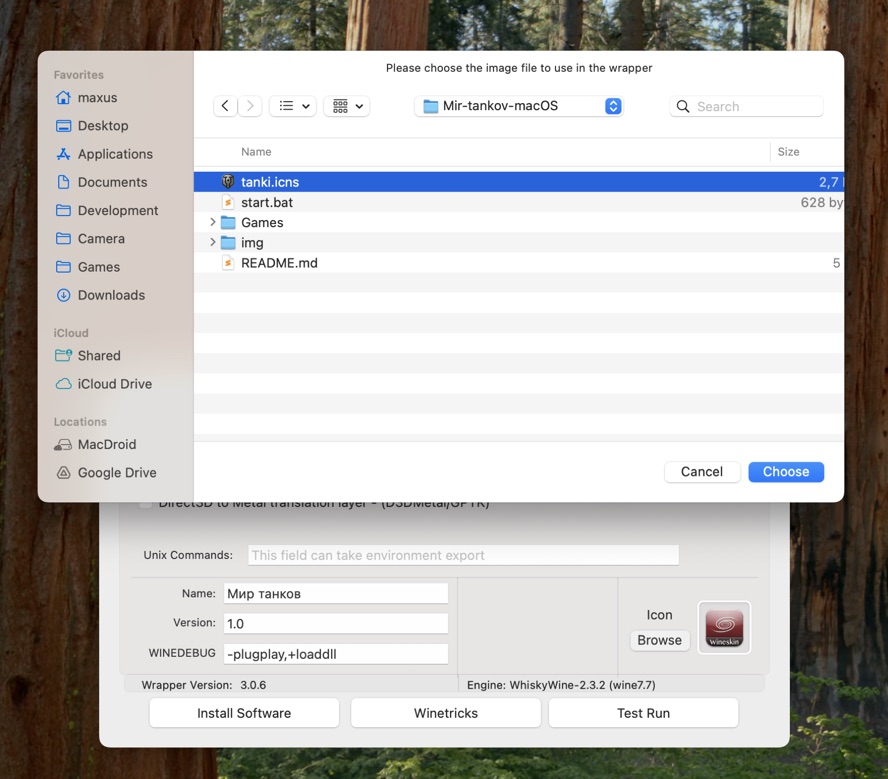 Please choose the image file to use in the wrapper
Favorites
maxus
Desktop
Applications
Documents
Development
Camera
Games
Downloads
iCloud
Shared
iCloud Drive
Locations
MacDroid
Google Drive
Mir-tankov-macOS
Search
Name Size
tanki.icns 2,7
start.bat 628 by
Games
img
README.md 5
Cancel Choose
Direct3D to Metal translation layer - (D3DMetal/GPTK)
Unix Commands: This field can take environment export
Name: Мир танков
Version: 1.0
WINEDEBUG -plugplay,+loaddll
Icon
Browse
wineskin
Wrapper Version: 3.0.6 Engine: WhiskyWine-2.3.2 (wine7.7)
Install Software Winetricks Test Run